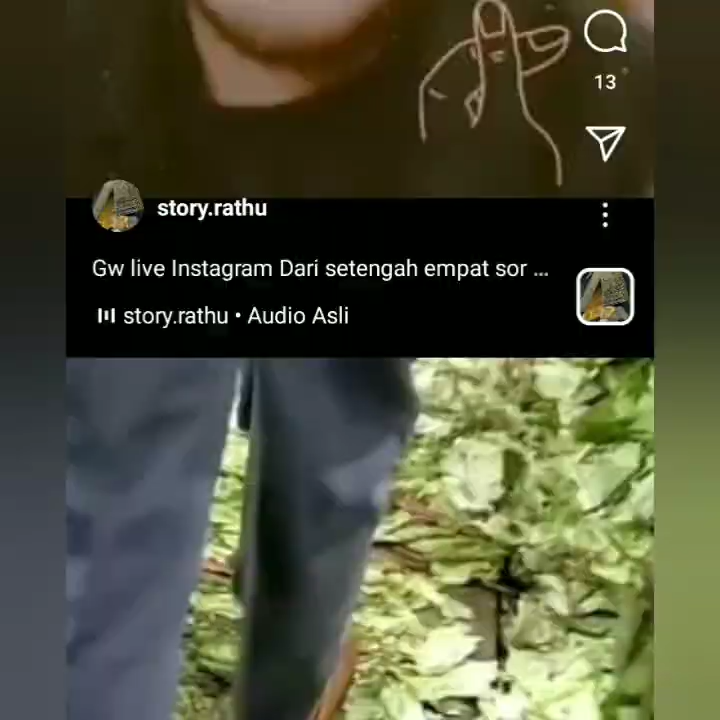 13
story.rathu
Gw live Instagram Dari setengah empat sor ...
story.rathu • Audio Asli